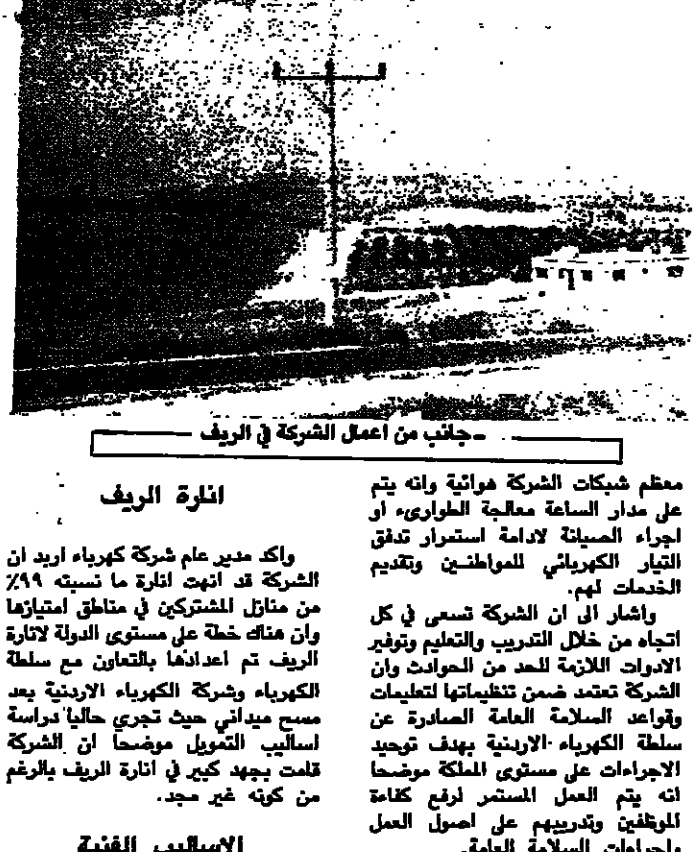 ـ جانب من اعمال الشركة في الريف
معظم شبكات الشركة هوائية وانه يتم
على مدار الساعة معالجة الطوارىء او
اجراء الصيانة لادامة استمرار تدفق
التيار الكهربائي للمواطنين وتقديم
الخدمات لهم.
واشار الى ان الشركة تسعى في كل
اتجاه من خلال التدريب والتعليم وتوفير
الادوات اللازمة للحد من الحوادث وان
الشركة تعتمد ضمن تنظيماتها لتعليمات
وقواعد السلامة العامة الصادرة عن
سلطة الكهرباء الاردنية بهدف توحيد
الاجراءات على مستوى المملكة موضحا
انه يتم العمل المستمر لرفع كفاءة
الموظفين وتدريبهم على اصول العمل
واجراءات السلامة العامة.
انارة الريف
واكد مدير عام شركة كهرباء اربد ان
الشركة قد انهت انارة ما نسبته ٩٩٪
من منازل المشتركين في مناطق امتيازها
وان هناك خطة على مستوى الدولة لانارة
الريف تم اعدادها بالتعاون مع سلطة
الكهرباء وشركة الكهرباء الاردنية بعد
مسح ميداني حيث تجري حاليا دراسة
اساليب التمويل موضحا ان الشركة
قامت بجهد كبير في انارة الريف بالرغم
من كونه غير مجد.
الاساليب الفنية